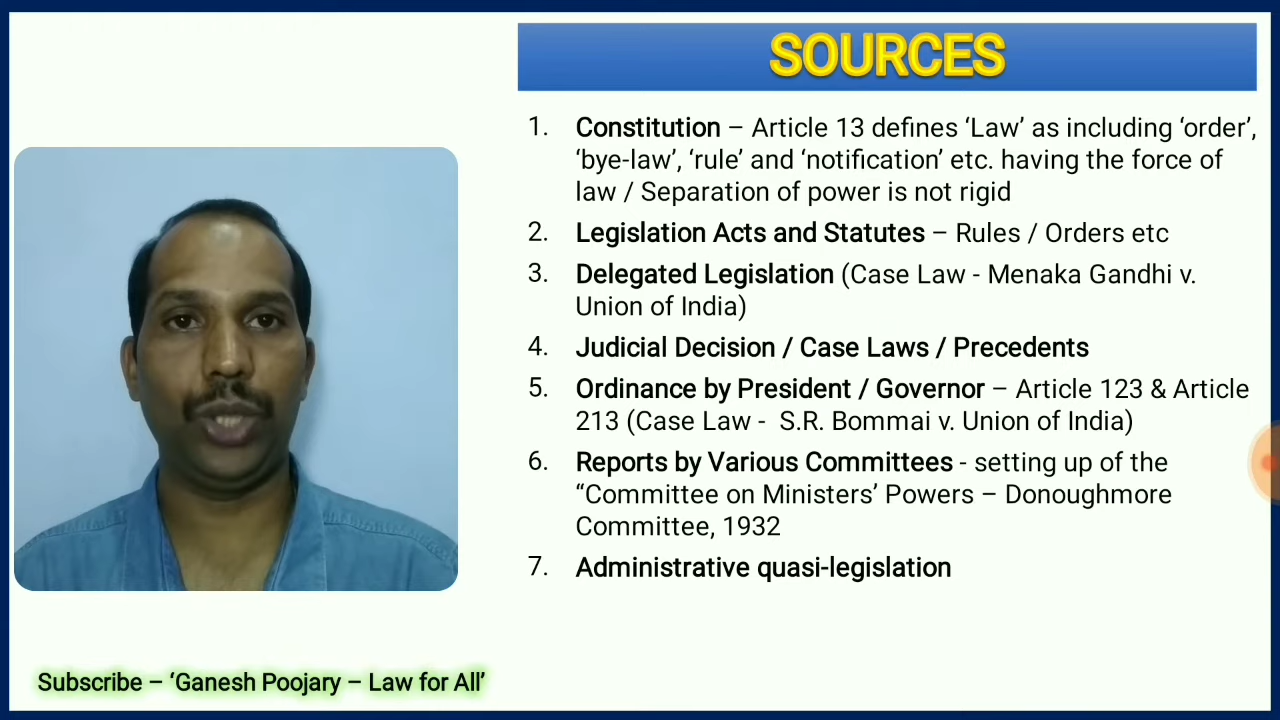 SOURCES
1. Constitution – Article 13 defines ‘Law’ as including ‘order’,
‘bye-law’, ‘rule’ and ‘notification’ etc. having the force of
law / Separation of power is not rigid
2. Legislation Acts and Statutes – Rules / Orders etc
3. Delegated Legislation (Case Law - Menaka Gandhi v.
Union of India)
4. Judicial Decision / Case Laws / Precedents
5. Ordinance by President / Governor – Article 123 & Article
213 (Case Law - S.R. Bommai v. Union of India)
6. Reports by Various Committees - setting up of the
“Committee on Ministers’ Powers – Donoughmore
Committee, 1932
7. Administrative quasi-legislation
Subscribe – ‘Ganesh Poojary – Law for All’